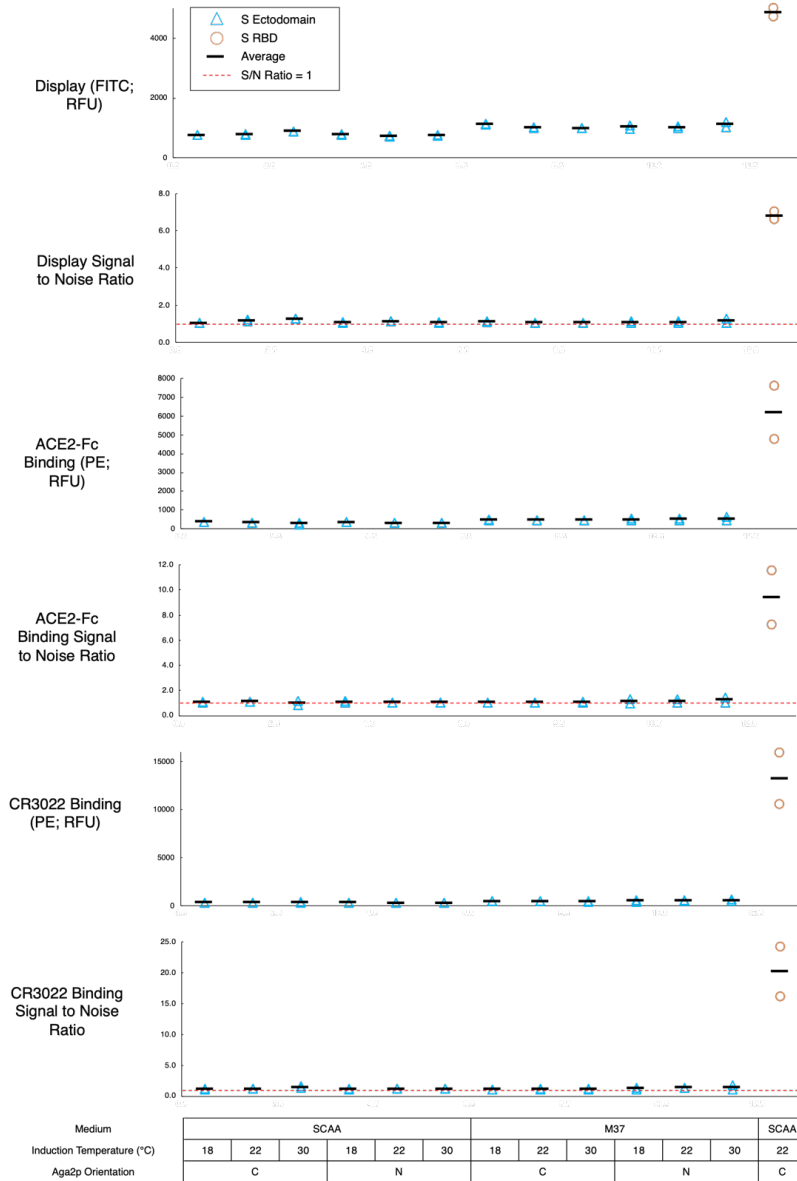 S Ectodomain
S RBD
Average
S/N Ratio = 1
Display (FITC;
RFU)
4000
2000
0
Display Signal
to Noise Ratio
8.0
6.0
4.0
2.0
0.0
ACE2-Fc
Binding (PE;
RFU)
8000
7000
6000
5000
4000
3000
2000
1000
0
ACE2-Fc
Binding Signal
to Noise Ratio
12.0
10.0
8.0
6.0
4.0
2.0
0.0
CR3022 Binding
(PE; RFU)
15000
10000
5000
0
CR3022 Binding
Signal to Noise
Ratio
25.0
20.0
15.0
10.0
5.0
0.0
Medium SCAA M37 SCAA
Induction Temperature (°C) 18 22 30 18 22 30 18 22 30 18 22 30 22
Aga2p Orientation C N C N C